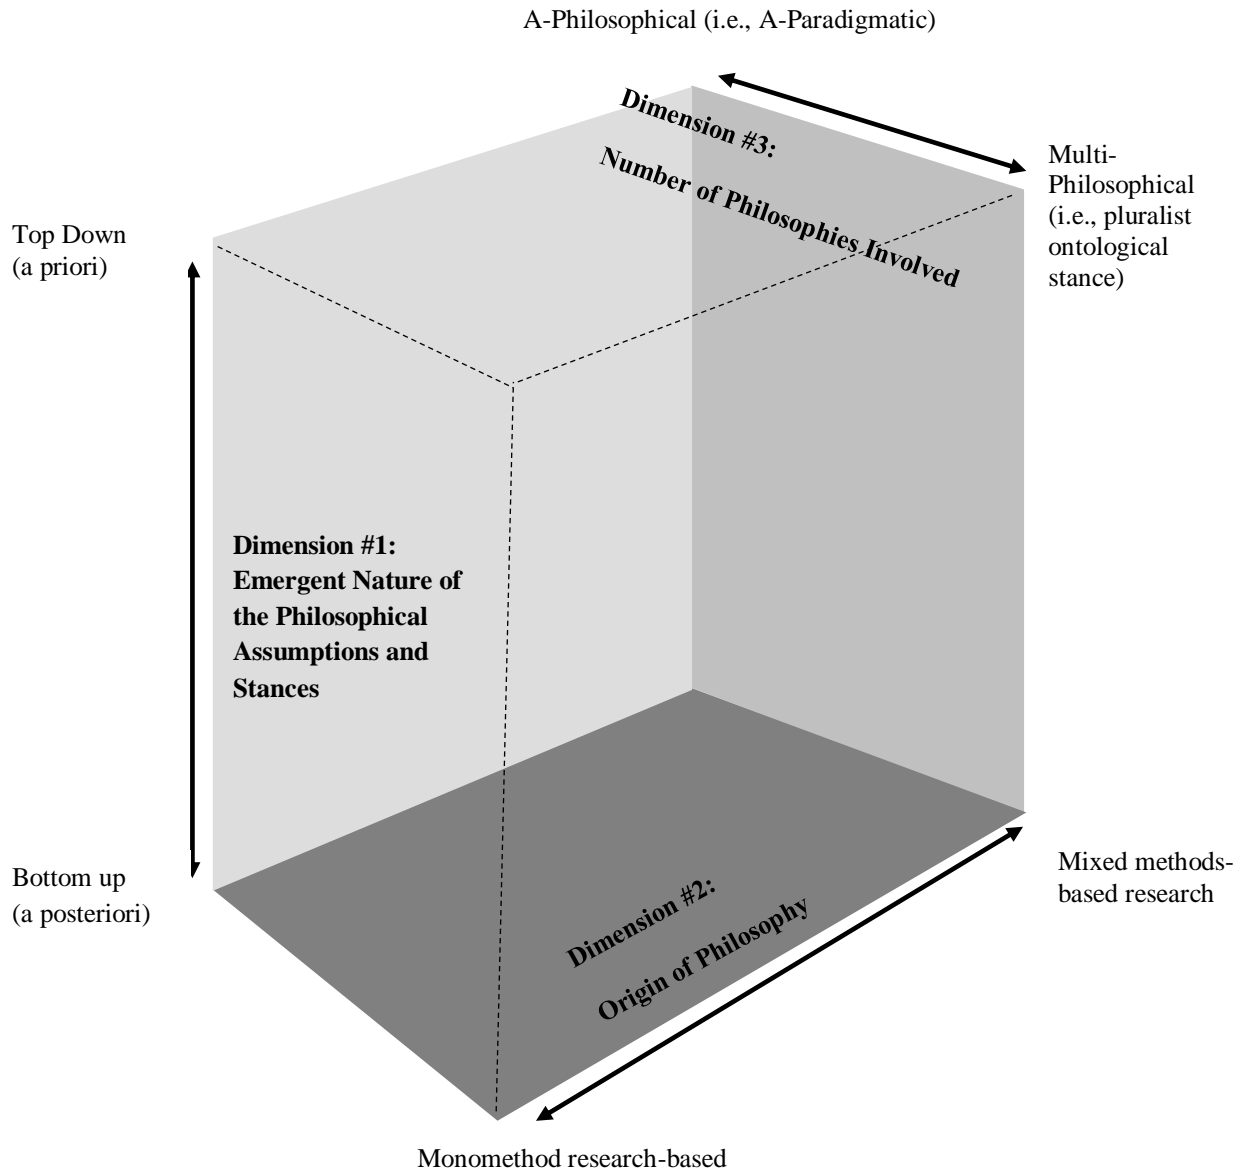 A-Philosophical (i.e., A-Paradigmatic)
Dimension #3:
Number of Philosophies Involved
Multi-
Philosophical
(i.e., pluralist
ontological
stance)
Top Down
(a priori)
Dimension #1:
Emergent Nature of
the Philosophical
Assumptions and
Stances
Bottom up
(a posteriori)
Dimension #2:
Origin of Philosophy
Mixed methods-
based research
Monomethod research-based